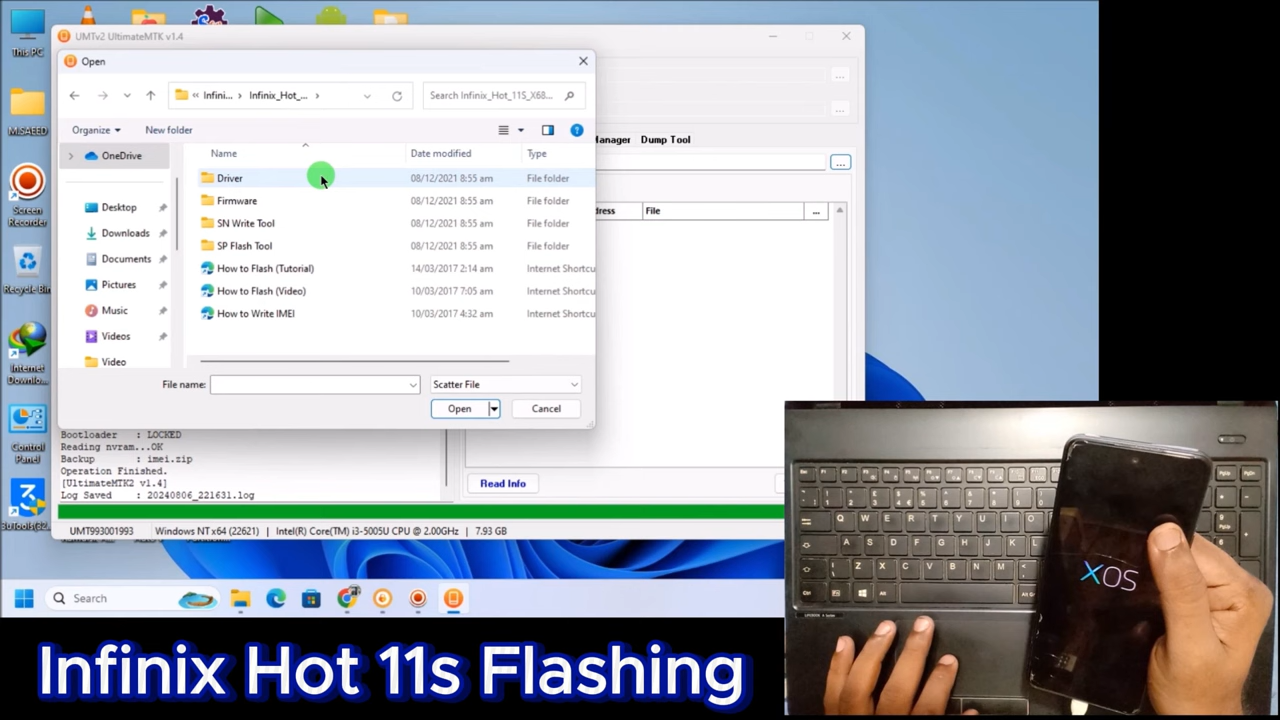 This PC
UMTv2 UltimateMTK v1.4
Open
Infini...
Infinix_Hot_...
Search Infinix_Hot_11S_X68...
Organize
New folder
Manager
Dump Tool
M.SAEED
OneDrive
Name
Date modified
Type
Driver
08/12/2021 8:55 am
File folder
Firmware
08/12/2021 8:55 am
File folder
SN Write Tool
08/12/2021 8:55 am
File folder
SP Flash Tool
08/12/2021 8:55 am
File folder
How to Flash (Tutorial)
14/03/2017 2:14 am
Internet Shortcu
How to Flash (Video)
10/03/2017 7:05 am
Internet Shortcu
How to Write IMEI
10/03/2017 4:32 am
Internet Shortcu
Desktop
Downloads
Documents
Pictures
Music
Videos
Video
Screen
Recorder
Recycle Bin
Internet
Downlo...
Control
Panel
dress
File
...
File name:
Scatter File
Open
Cancel
Bootloader : LOCKED
Reading nvram...OK
Backup : imei.zip
Operation Finished.
[UltimateMTK2 v1.4]
Log Saved : 20240806_221631.log
Read Info
UMT993001993
Windows NT x64 (22621)
Intel(R) Core(TM) i3-5005U CPU @ 2.00GHz
7.93 GB
Search
XOS
Infinix Hot 11s Flashing